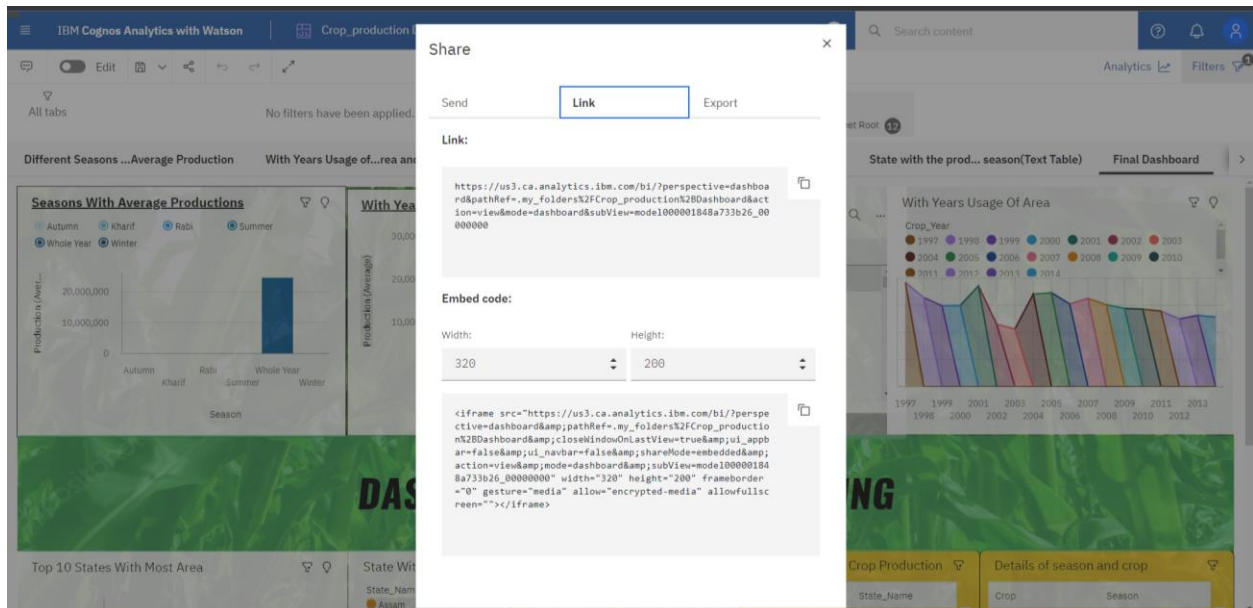 IBM Cognos Analytics with Watson
Crop_production
Search content
Edit
Analytics
Filters
1
All tabs
No filters have been applied.
12
Different Seasons ...Average Production
With Years Usage of...rea and
State with the prod... season(Text Table)
Final Dashboard
Share
Send
Link
Export
Link:
https://us3.ca.analytics.ibm.com/bi/?perspective=dashboa
rd&pathRef=.my_folders%2FCrop_production%2BDashboard&act
ion=view&mode=dashboard&subView=model000001848a733b26_00
000000
Embed code:
Width:
Height:
320
200
<iframe src="https://us3.ca.analytics.ibm.com/bi/?perspe
ctive=dashboard&amp;pathRef=.my_folders%2FCrop_productio
n%2BDashboard&amp;closeWindowOnLastView=true&amp;ui_appb
ar=false&amp;ui_navbar=false&amp;shareMode=embedded&amp;
action=view&amp;mode=dashboard&amp;subView=model00000184
8a733b26_00000000" width="320" height="200" frameborder
="0" gesture="media" allow="encrypted-media" allowfullsc
reen=""></iframe>
Seasons With Average Productions
Autumn Kharif Rabi Summer
Whole Year Winter
Production (Aver...
20,000,000
10,000,000
0
Autumn Rabi Whole Year
Kharif Summer Winter
Season
With Yea
Production (Average)
30,00
20,00
10,00
With Years Usage Of Area
Crop_Year
1997 1998 1999 2000 2001 2002 2003
2004 2005 2006 2007 2008 2009 2010
2011 2012 2013 2014
1997 1999 2001 2003 2005 2007 2009 2011 2013
1998 2000 2002 2004 2006 2008 2010 2012
DAS
NG
Top 10 States With Most Area
State Wit
State_Nam
Assam
Crop Production
State_Name
Details of season and crop
Crop
Season